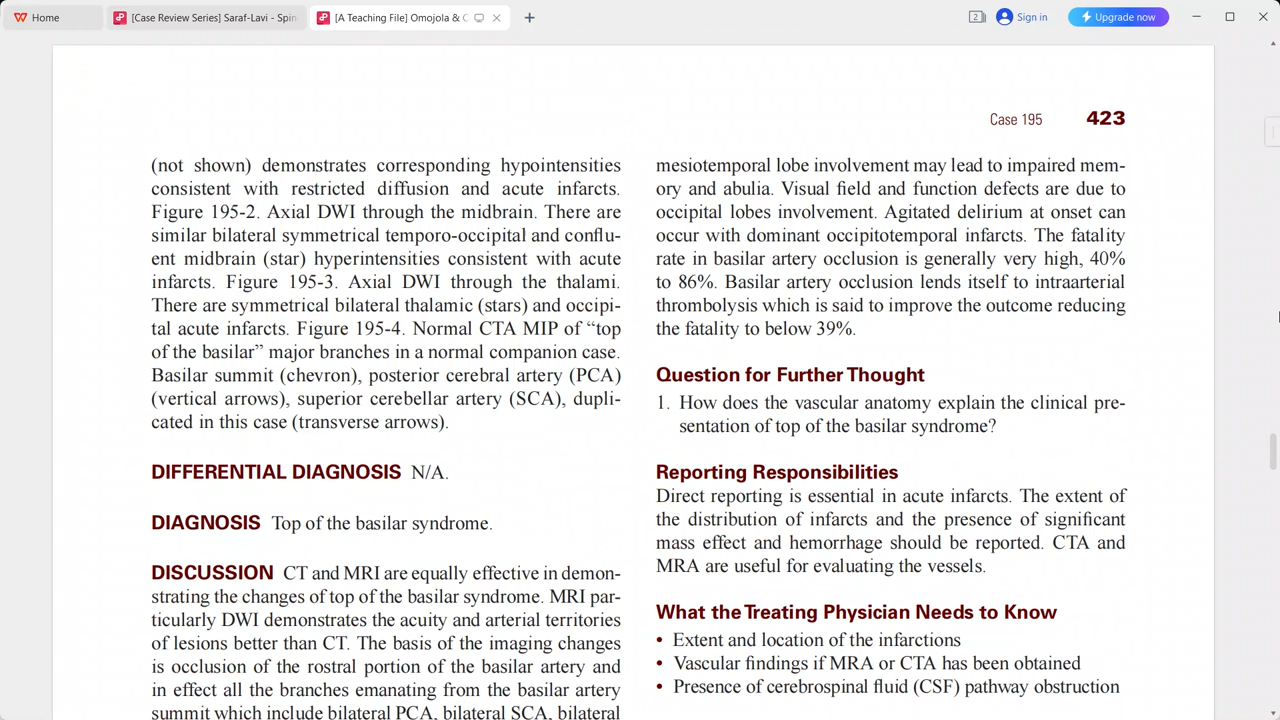 Home
[Case Review Series] Saraf-Lavi - Spin
[A Teaching File] Omojola & C
2
Sign in
Upgrade now
Case 195 423
(not shown) demonstrates corresponding hypointensities
consistent with restricted diffusion and acute infarcts.
Figure 195-2. Axial DWI through the midbrain. There are
similar bilateral symmetrical temporo-occipital and conflu-
ent midbrain (star) hyperintensities consistent with acute
infarcts. Figure 195-3. Axial DWI through the thalami.
There are symmetrical bilateral thalamic (stars) and occipi-
tal acute infarcts. Figure 195-4. Normal CTA MIP of “top
of the basilar” major branches in a normal companion case.
Basilar summit (chevron), posterior cerebral artery (PCA)
(vertical arrows), superior cerebellar artery (SCA), dupli-
cated in this case (transverse arrows).
DIFFERENTIAL DIAGNOSIS N/A.
DIAGNOSIS Top of the basilar syndrome.
DISCUSSION CT and MRI are equally effective in demon-
strating the changes of top of the basilar syndrome. MRI par-
ticularly DWI demonstrates the acuity and arterial territories
of lesions better than CT. The basis of the imaging changes
is occlusion of the rostral portion of the basilar artery and
in effect all the branches emanating from the basilar artery
summit which include bilateral PCA, bilateral SCA, bilateral
mesiotemporal lobe involvement may lead to impaired mem-
ory and abulia. Visual field and function defects are due to
occipital lobes involvement. Agitated delirium at onset can
occur with dominant occipitotemporal infarcts. The fatality
rate in basilar artery occlusion is generally very high, 40%
to 86%. Basilar artery occlusion lends itself to intraarterial
thrombolysis which is said to improve the outcome reducing
the fatality to below 39%.
Question for Further Thought
1. How does the vascular anatomy explain the clinical pre-
sentation of top of the basilar syndrome?
Reporting Responsibilities
Direct reporting is essential in acute infarcts. The extent of
the distribution of infarcts and the presence of significant
mass effect and hemorrhage should be reported. CTA and
MRA are useful for evaluating the vessels.
What the Treating Physician Needs to Know
• Extent and location of the infarctions
• Vascular findings if MRA or CTA has been obtained
• Presence of cerebrospinal fluid (CSF) pathway obstruction